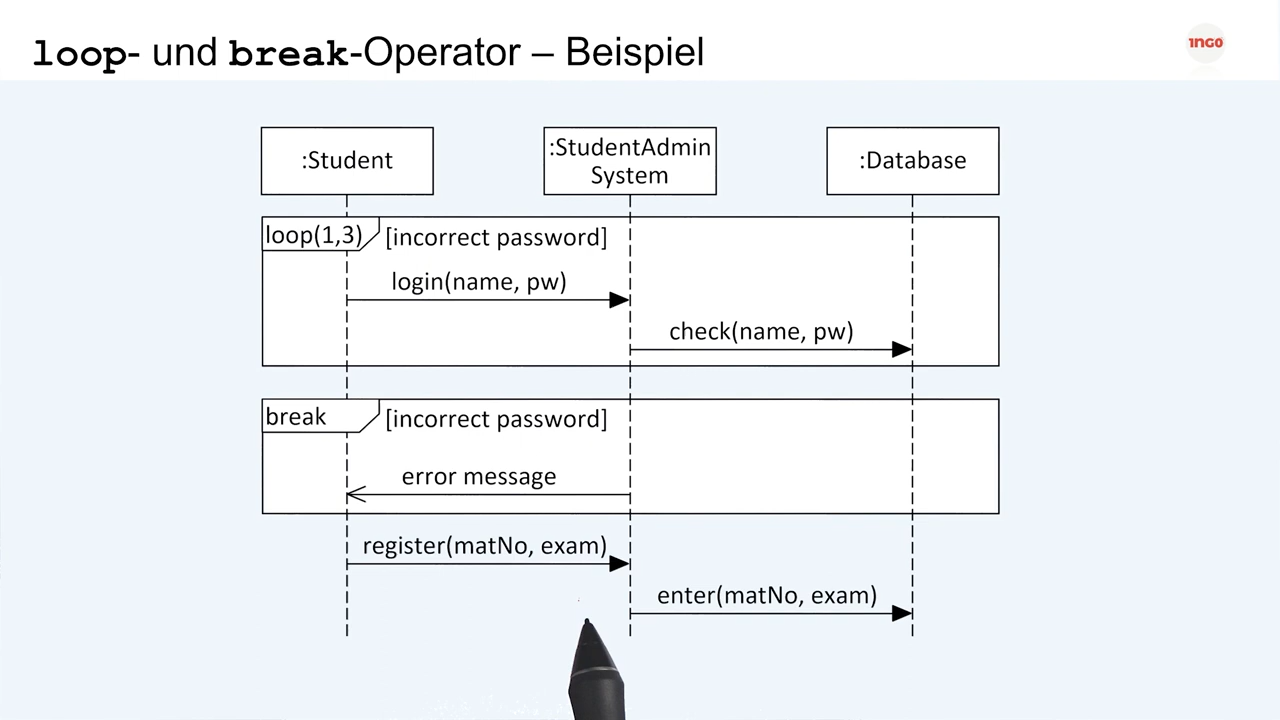 loop- und break-Operator – Beispiel
1NGO
:Student
:StudentAdmin
System
:Database
loop(1,3)
[incorrect password]
login(name, pw)
check(name, pw)
break
[incorrect password]
error message
register(matNo, exam)
enter(matNo, exam)